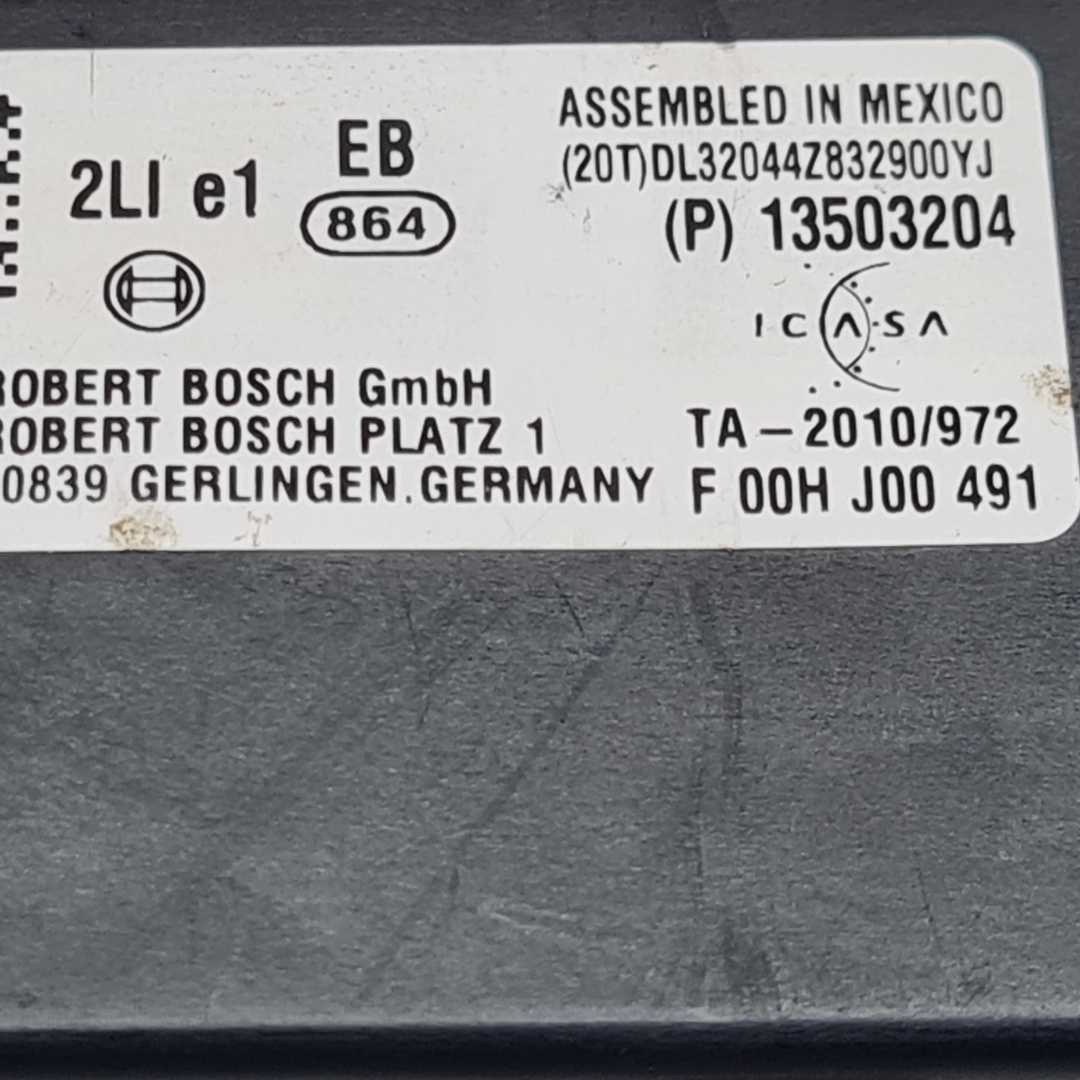 ASSEMBLED IN MEXICO
(20T)DL32044Z832900YJ
(P) 13503204
2LI e1
EB
864
ICASA
ROBERT BOSCH GmbH
ROBERT BOSCH PLATZ 1
0839 GERLINGEN.GERMANY
TA-2010/972
F 00H J00 491